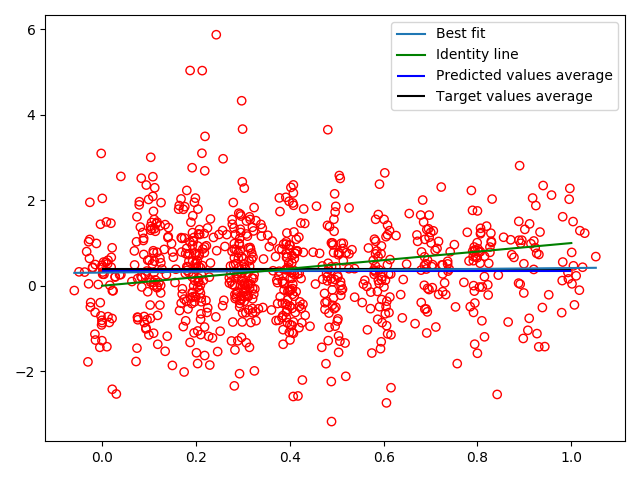 6
4
2
0
−2
0.0 0.2 0.4 0.6 0.8 1.0
Best fit
Identity line
Predicted values average
Target values average